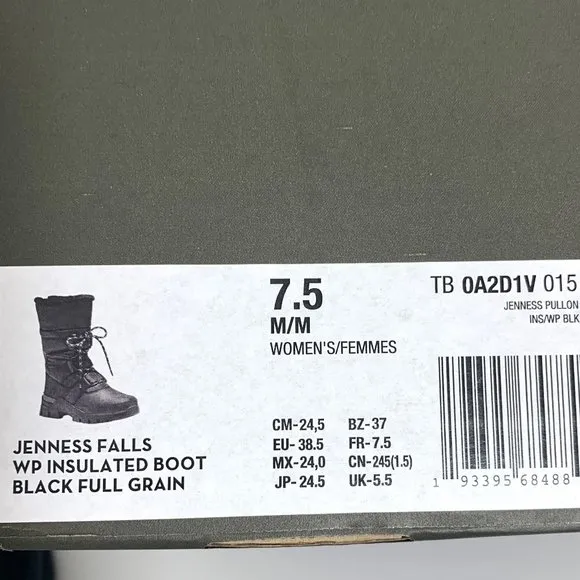 7.5
M/M
WOMEN'S/FEMMES
TB 0A2D1V 015
JENNESS PULLON
INS/WP BLK
JENNESS FALLS
WP INSULATED BOOT
BLACK FULL GRAIN
CM-24,5 BZ-37
EU- 38.5 FR-7.5
MX-24,0 CN-245(1.5)
JP-24.5 UK-5.5
1 93395 68488